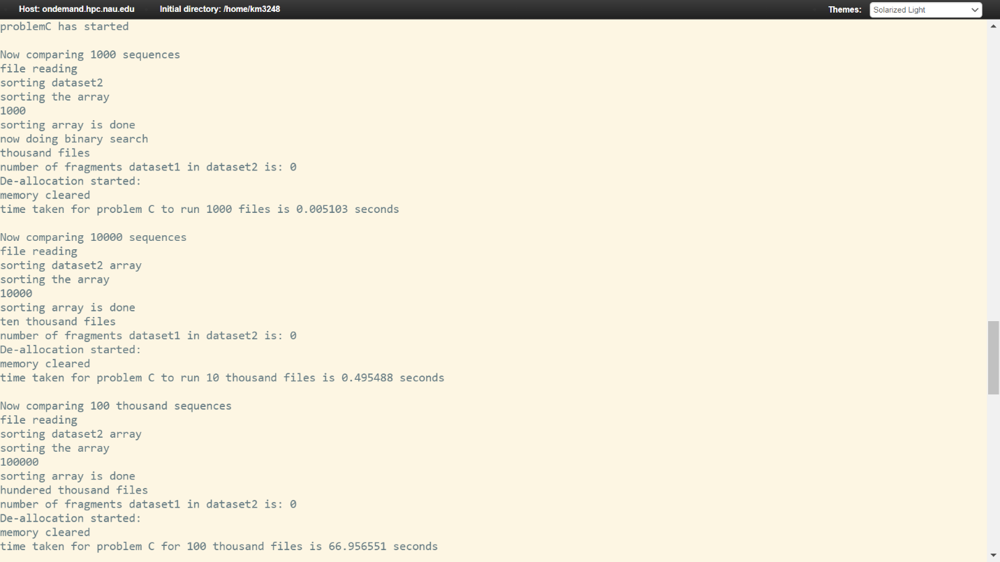 Host: ondemand.hpc.nau.edu Initial directory: /home/km3248 Themes: Solarized Light
problemC has started
Now comparing 1000 sequences
file reading
sorting dataset2
sorting the array
1000
sorting array is done
now doing binary search
thousand files
number of fragments dataset1 in dataset2 is: 0
De-allocation started:
memory cleared
time taken for problem C to run 1000 files is 0.005103 seconds
Now comparing 10000 sequences
file reading
sorting dataset2 array
sorting the array
10000
sorting array is done
ten thousand files
number of fragments dataset1 in dataset2 is: 0
De-allocation started:
memory cleared
time taken for problem C to run 10 thousand files is 0.495488 seconds
Now comparing 100 thousand sequences
file reading
sorting dataset2 array
sorting the array
100000
sorting array is done
hundered thousand files
number of fragments dataset1 in dataset2 is: 0
De-allocation started:
memory cleared
time taken for problem C for 100 thousand files is 66.956551 seconds